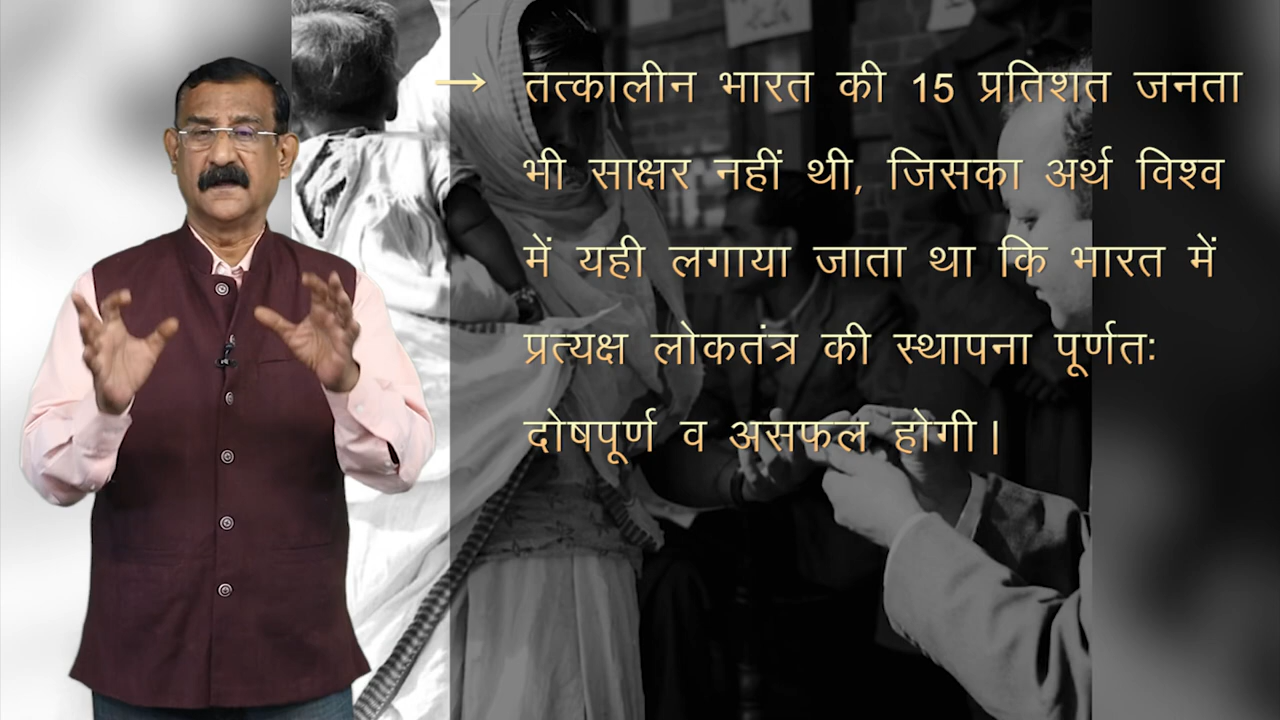 → तत्कालीन भारत की 15 प्रतिशत जनता
भी साक्षर नहीं थी, जिसका अर्थ विश्व
में यही लगाया जाता था कि भारत में
प्रत्यक्ष लोकतंत्र की स्थापना पूर्णतः
दोषपूर्ण व असफल होगी।